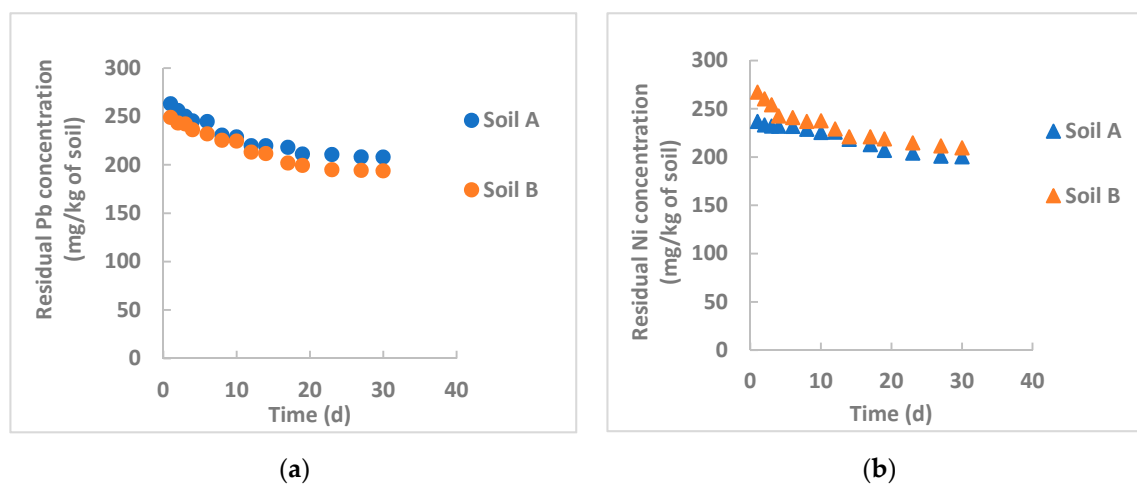 Residual Pb concentration
(mg/kg of soil)
300
250
200
150
100
50
0
0 10 20 30 40
Time (d)
Soil A
Soil B
(a)
Residual Ni concentration
(mg/kg of soil)
300
250
200
150
100
50
0
0 10 20 30 40
Time (d)
Soil A
Soil B
(b)